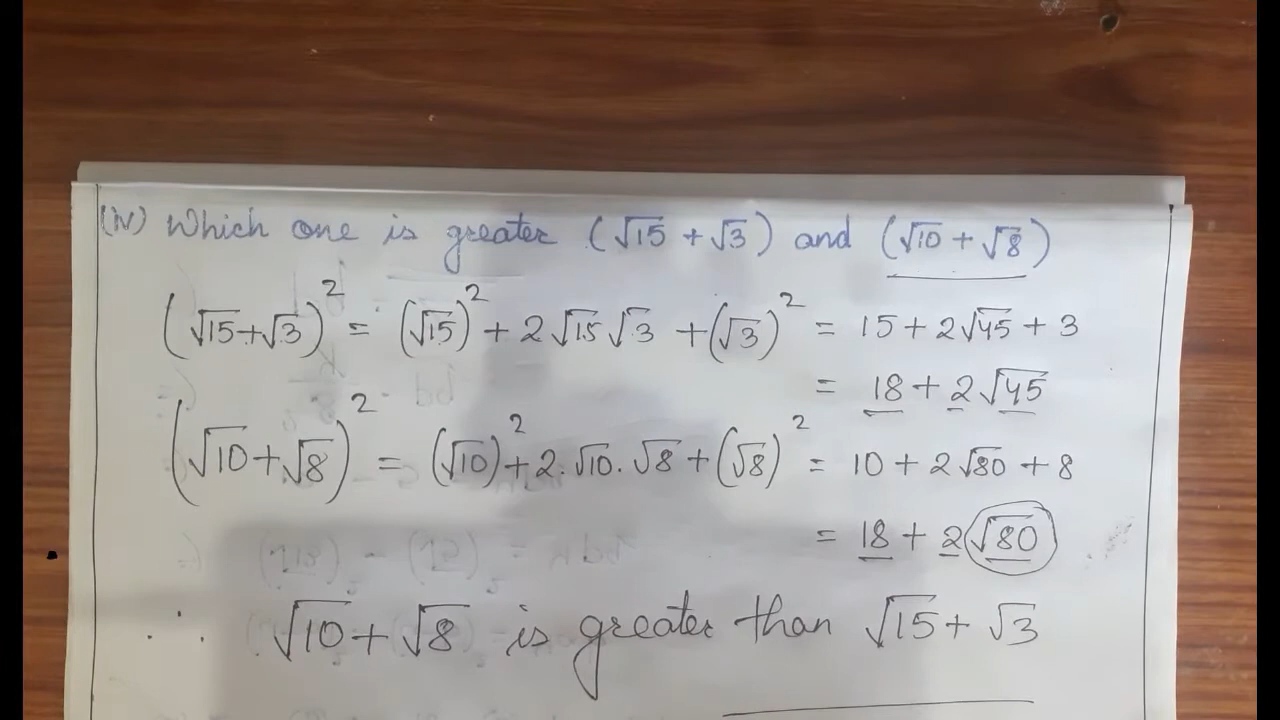 (iv) Which one is greater (√15 + √3) and (√10 + √8)
(√15+√3)² = (√15)² + 2√15√3 + (√3)² = 15 + 2√45 + 3
= 18 + 2√45
(√10+√8)² = (√10)² + 2.√10.√8 + (√8)² = 10 + 2√80 + 8
= 18 + 2√80
∴ √10 + √8 is greater than √15 + √3